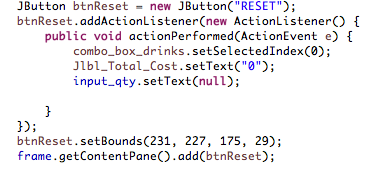 JButton btnReset = new JButton("RESET");
btnReset.addActionListener(new ActionListener() {
    public void actionPerformed(ActionEvent e) {
        combo_box_drinks.setSelectedIndex(0);
        Jlbl_Total_Cost.setText("0");
        input_qty.setText(null);

    }
});
btnReset.setBounds(231, 227, 175, 29);
frame.getContentPane().add(btnReset);